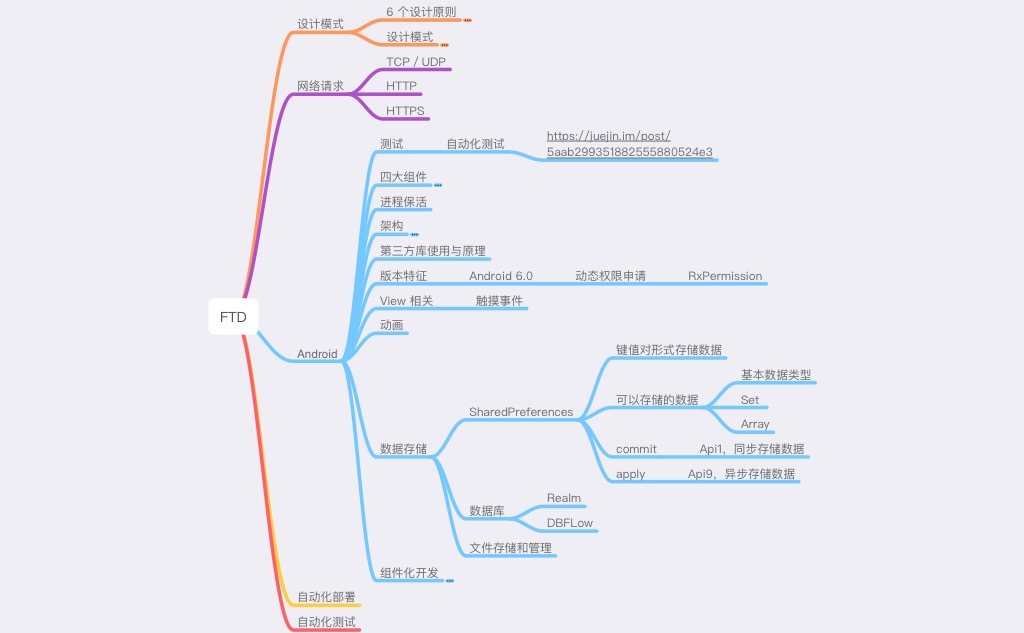 设计模式
6 个设计原则
设计模式
网络请求
TCP / UDP
HTTP
HTTPS
FTD
Android
测试
自动化测试
https://juejin.im/post/
5aab299351882555880524e3
四大组件
进程保活
架构
第三方库使用与原理
版本特征
Android 6.0
动态权限申请
RxPermission
View 相关
触摸事件
动画
数据存储
SharedPreferences
键值对形式存储数据
可以存储的数据
基本数据类型
Set
Array
commit
Api1，同步存储数据
apply
Api9，异步存储数据
数据库
Realm
DBFLow
文件存储和管理
组件化开发
自动化部署
自动化测试